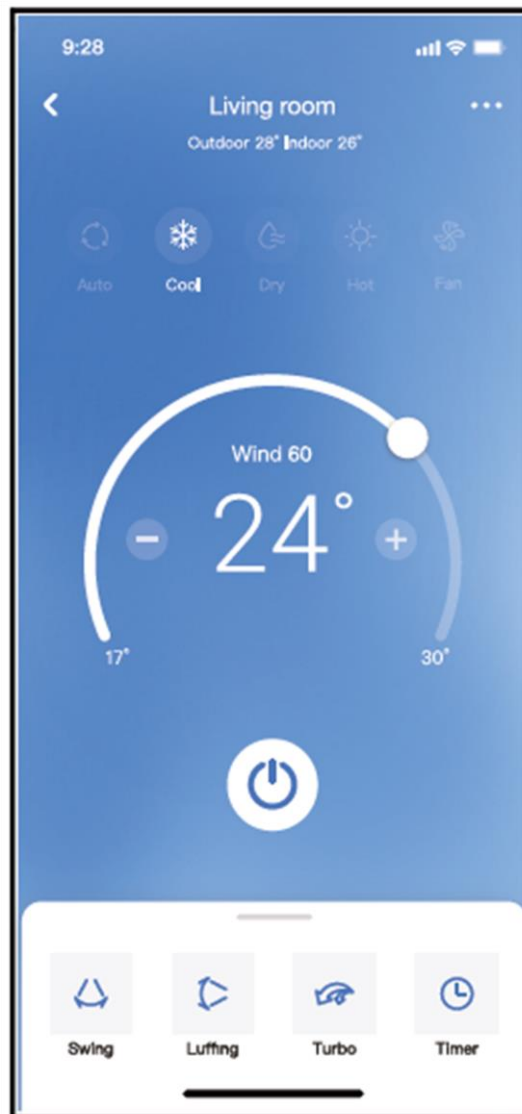 9:28
Living room
Outdoor 28° Indoor 26°
Auto Cool Dry Hot Fan
Wind 60
24°
17° 30°
Swing Luffing Turbo Timer